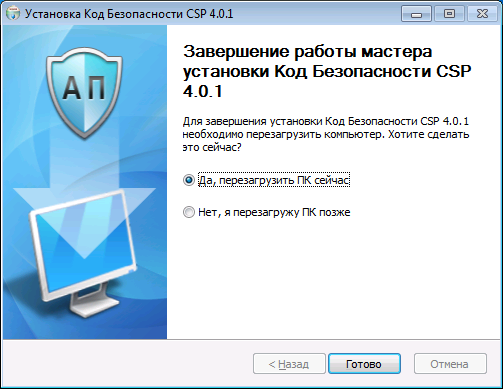 Установка Код Безопасности CSP 4.0.1
АП
Завершение работы мастера
установки Код Безопасности CSP
4.0.1
Для завершения установки Код Безопасности CSP 4.0.1
необходимо перезагрузить компьютер. Хотите сделать
это сейчас?
Да, перезагрузить ПК сейчас
Нет, я перезагружу ПК позже
< Назад
Готово
Отмена